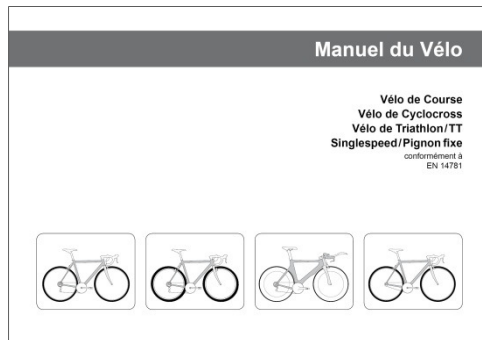 Manuel du Vélo
Vélo de Course
Vélo de Cyclocross
Vélo de Triathlon/TT
Singlespeed/Pignon fixe
conformément à
EN 14781